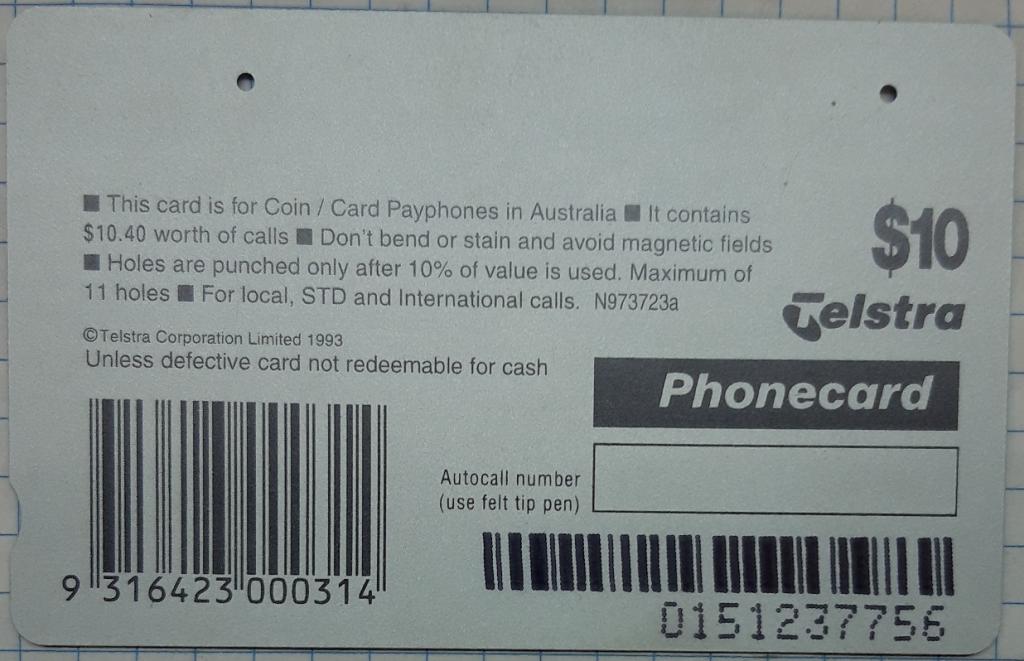 ■ This card is for Coin / Card Payphones in Australia ■ It contains
$10.40 worth of calls ■ Don't bend or stain and avoid magnetic fields
■ Holes are punched only after 10% of value is used. Maximum of
11 holes ■ For local, STD and International calls. N973723a
©Telstra Corporation Limited 1993
Unless defective card not redeemable for cash
$10
Telstra
Phonecard
Autocall number
(use felt tip pen)
9 316423 000314
0151237756